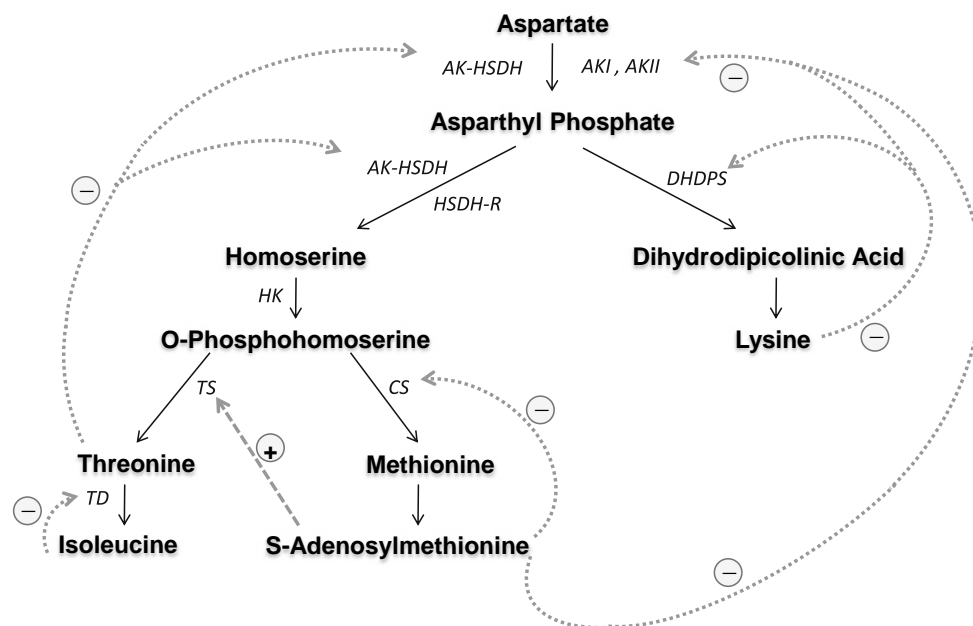 Aspartate
AK-HSDH
AKI , AKII
−
Asparthyl Phosphate
−
AK-HSDH
DHDPS
HSDH-R
Homoserine
Dihydrodipicolinic Acid
HK
O-Phosphohomoserine
Lysine
−
TS
CS
−
+
Threonine
Methionine
TD
−
Isoleucine
S-Adenosylmethionine
−